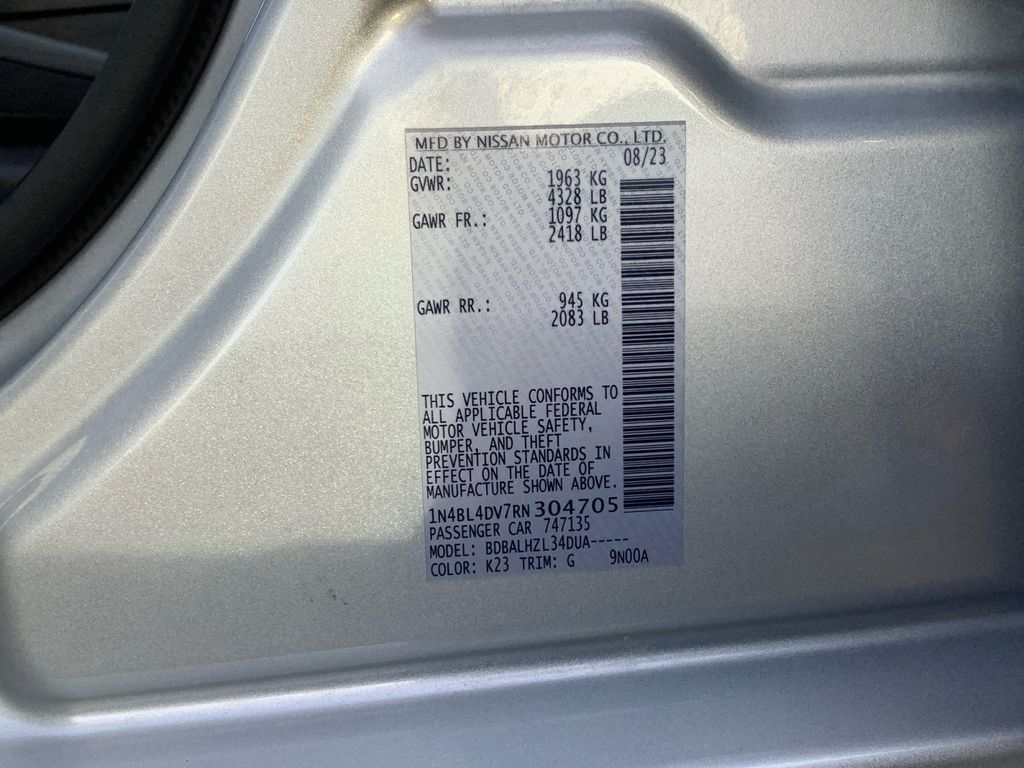 MFD BY NISSAN MOTOR CO., LTD.
DATE: 08/23
GVWR: 1963 KG
4328 LB
GAWR FR.: 1097 KG
2418 LB
GAWR RR.: 945 KG
2083 LB
THIS VEHICLE CONFORMS TO
ALL APPLICABLE FEDERAL
MOTOR VEHICLE SAFETY,
BUMPER, AND THEFT
PREVENTION STANDARDS IN
EFFECT ON THE DATE OF
MANUFACTURE SHOWN ABOVE.
1N4BL4DV7RN304705
PASSENGER CAR 747135
MODEL: BDBALHZL34DUA-----
COLOR: K23 TRIM: G 9N00A